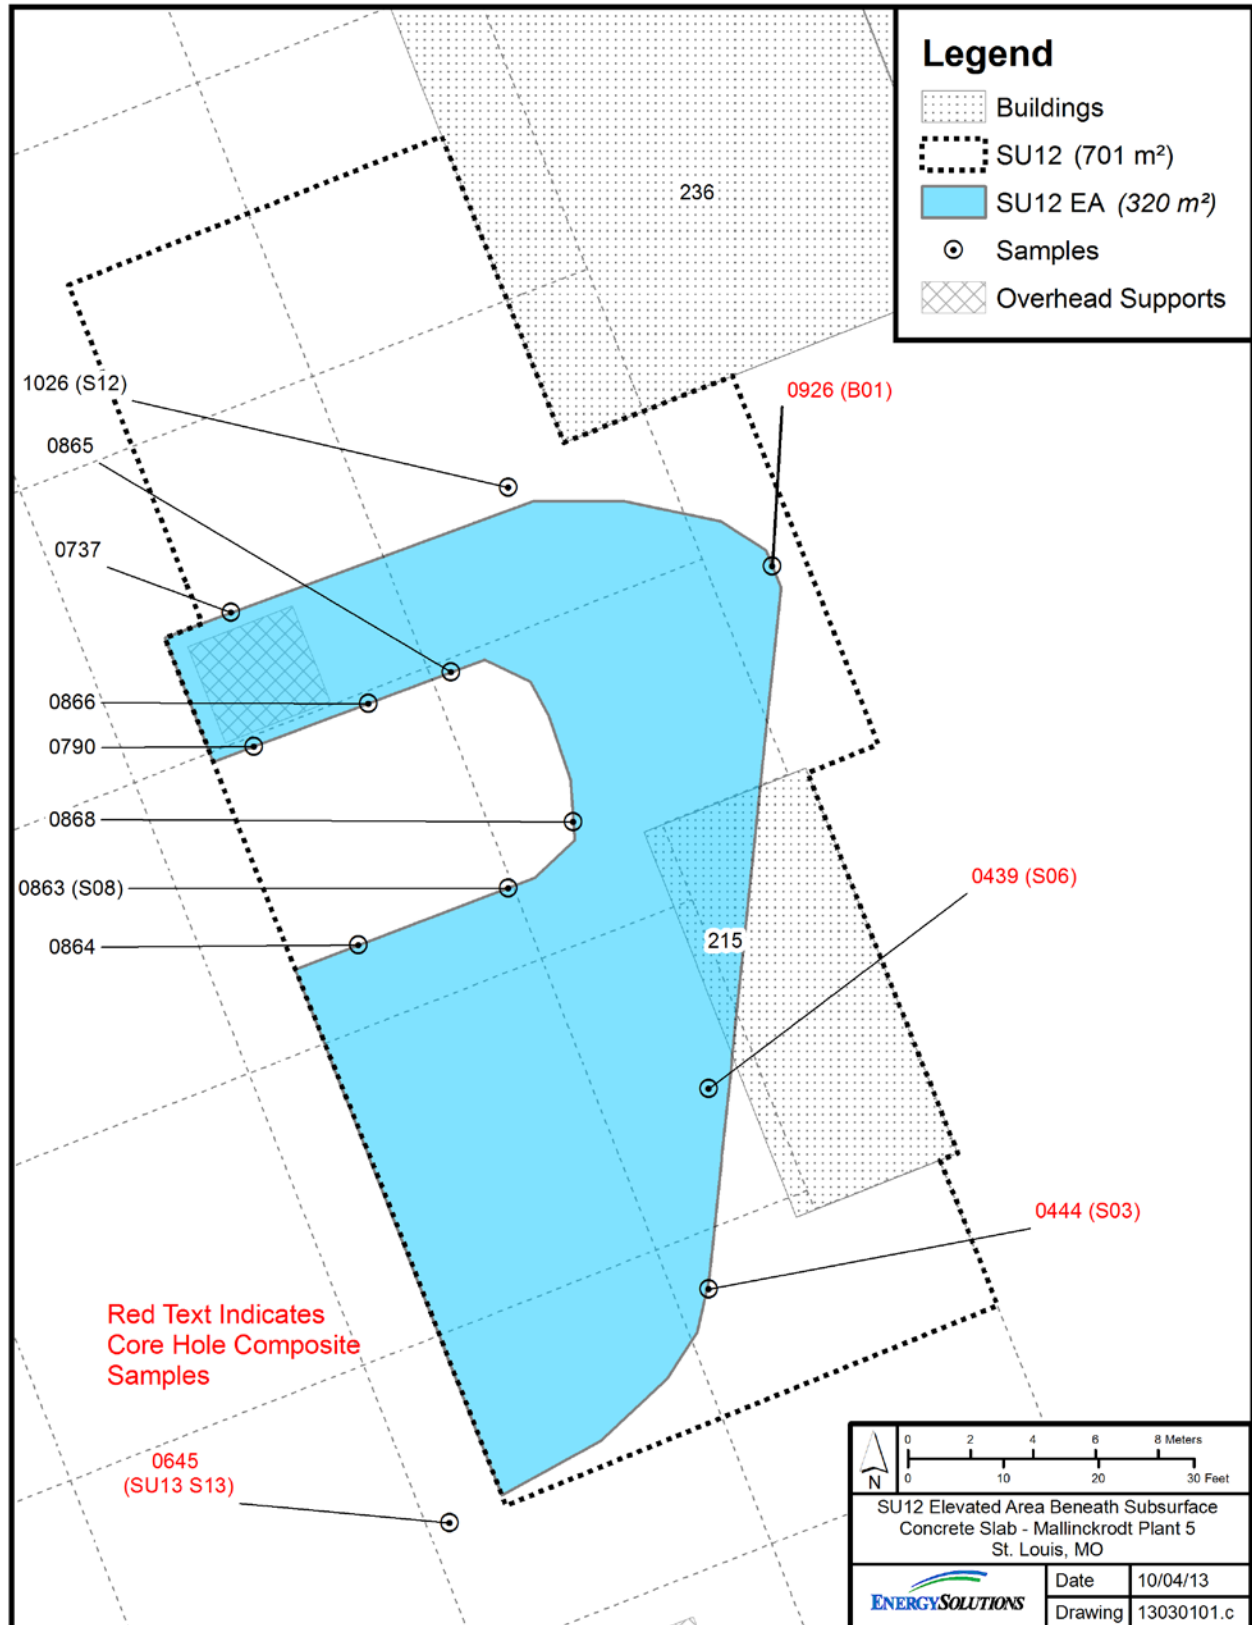 Legend
Buildings
SU12 (701 m²)
SU12 EA (320 m²)
Samples
Overhead Supports
236
1026 (S12)
0926 (B01)
0865
0737
0866
0790
0868
0863 (S08)
0439 (S06)
0864
215
0444 (S03)
Red Text Indicates
Core Hole Composite
Samples
0645
(SU13 S13)
N
0 2 4 6 8 Meters
0 10 20 30 Feet
SU12 Elevated Area Beneath Subsurface
Concrete Slab - Mallinckrodt Plant 5
St. Louis, MO
ENERGYSOLUTIONS
Date 10/04/13
Drawing 13030101.c